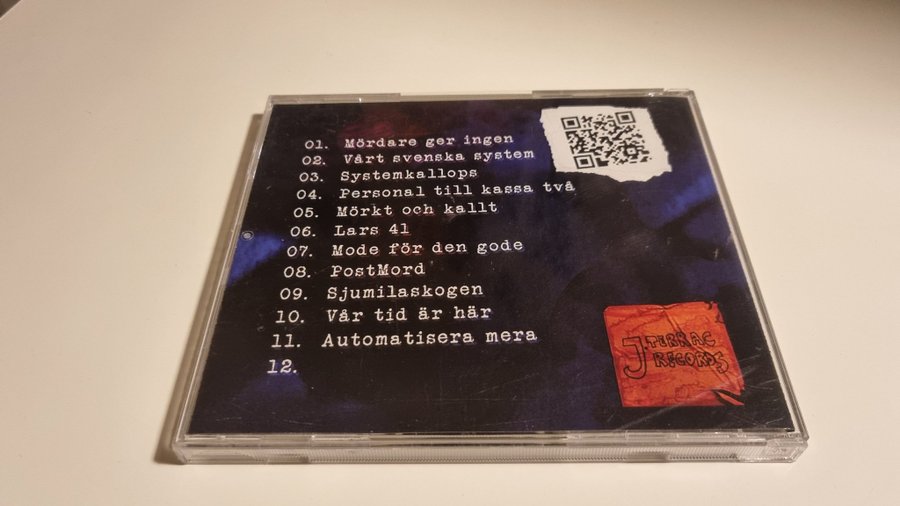 01. Mördare ger ingen
02. Vårt svenska system
03. Systemkallops
04. Personal till kassa två
05. Mörkt och kallt
06. Lars 41
07. Mode för den gode
08. PostMord
09. Sjumilaskogen
10. Vår tid är här
11. Automatisera mera
12.
J TERRAC
RECORDS